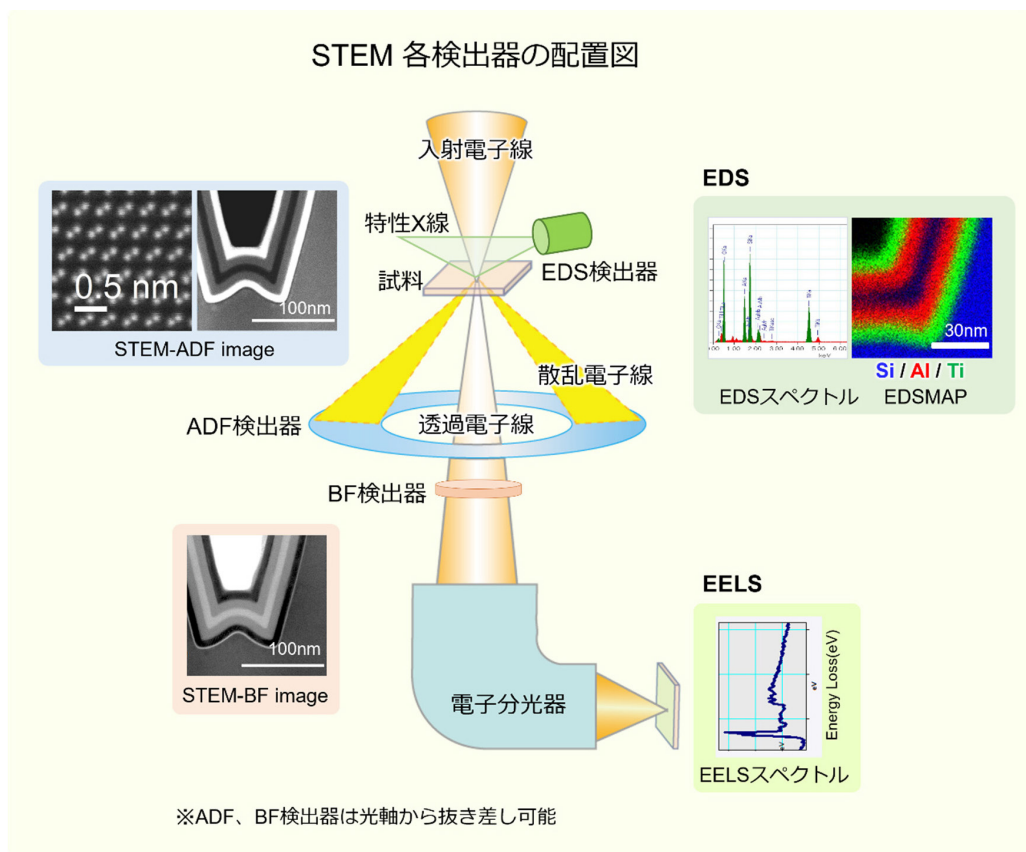 STEM 各検出器の配置図
入射電子線
特性X線
EDS検出器
試料
散乱電子線
ADF検出器
透過電子線
BF検出器
電子分光器
0.5 nm
100nm
STEM-ADF image
100nm
STEM-BF image
EDS
30nm
Si / Al / Ti
EDSスペクトル
EDSMAP
EELS
Energy Loss(eV)
eV
eV
EELSスペクトル
※ADF、BF検出器は光軸から抜き差し可能